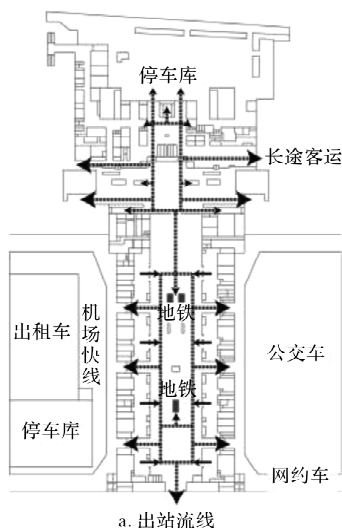 停车库
长途客运
地铁
出租车
机场快线
公交车
地铁
停车库
网约车
a. 出站流线